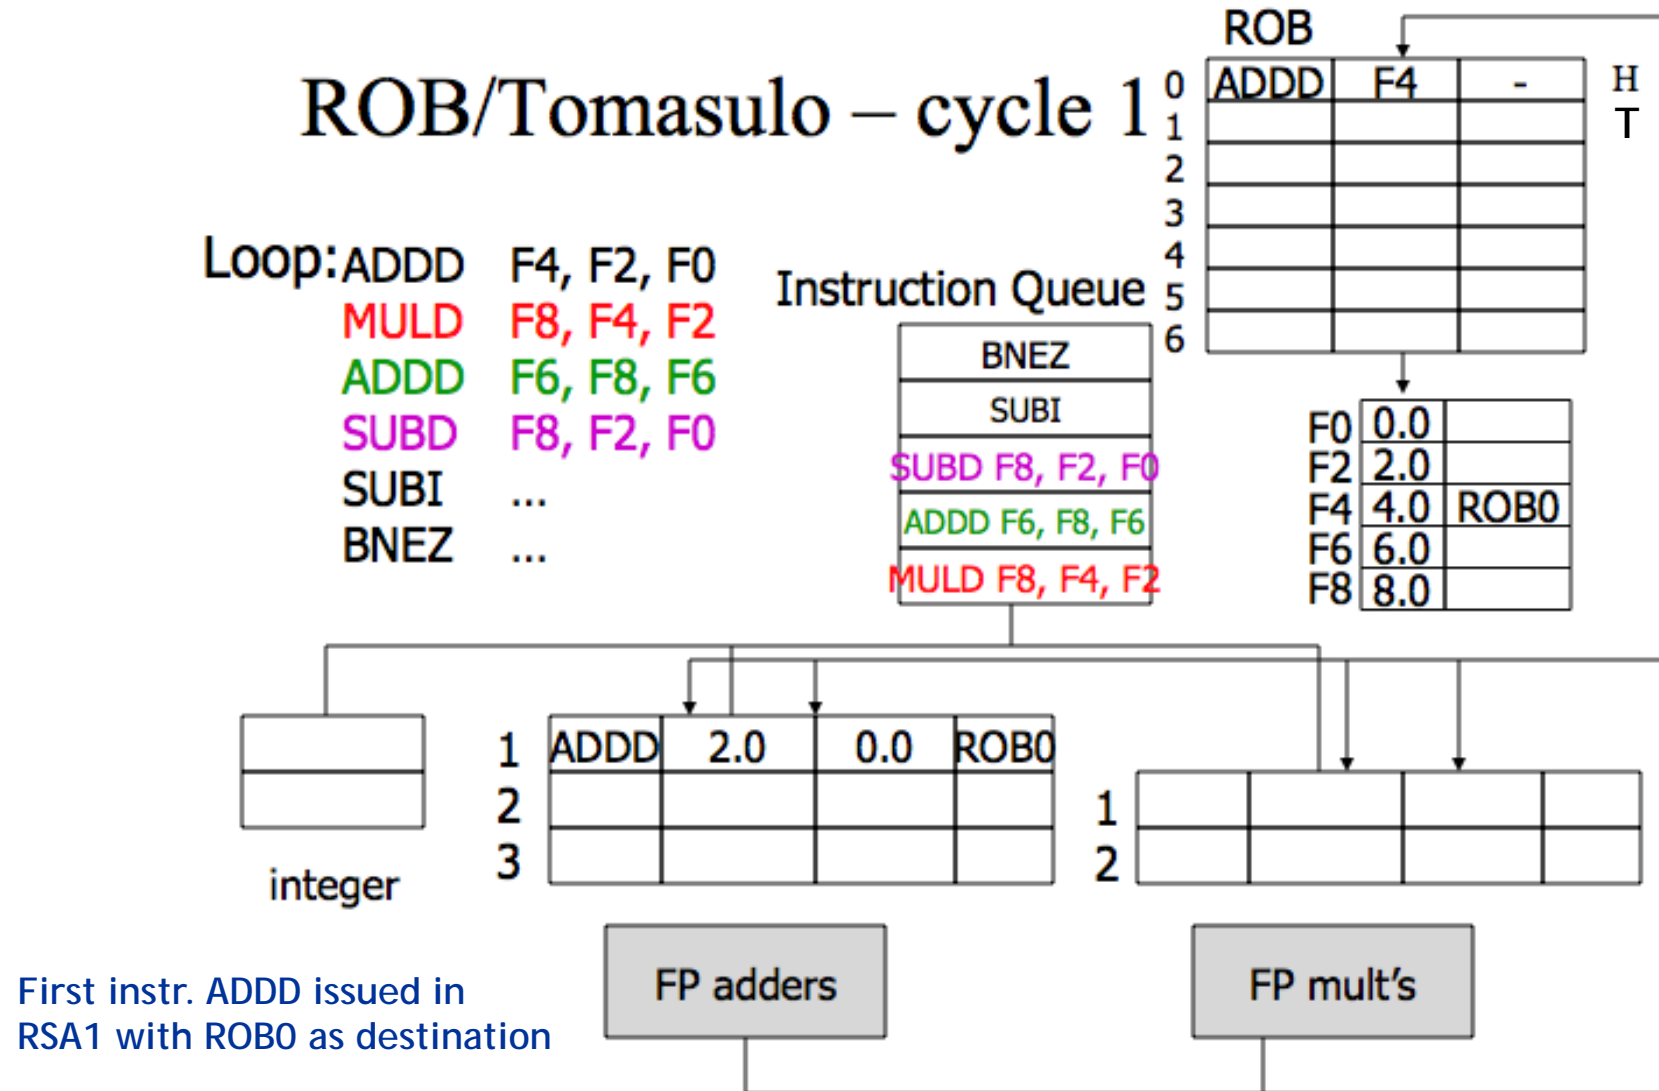 ROB
ROB/Tomasulo – cycle 1
0 ADDD F4 - H
1 T
2
3
4
5
6
Loop: ADDD F4, F2, F0
MULD F8, F4, F2
ADDD F6, F8, F6
SUBD F8, F2, F0
SUBI ...
BNEZ ...
Instruction Queue
BNEZ
SUBI
SUBD F8, F2, F0
ADDD F6, F8, F6
MULD F8, F4, F2
F0 0.0
F2 2.0
F4 4.0 ROB0
F6 6.0
F8 8.0
integer
1 ADDD 2.0 0.0 ROB0
2
3
1
2
FP adders
FP mult's
First instr. ADDD issued in
RSA1 with ROB0 as destination